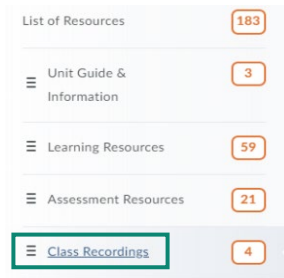 List of Resources 183
Unit Guide & 3
Information
Learning Resources 59
Assessment Resources 21
Class Recordings 4